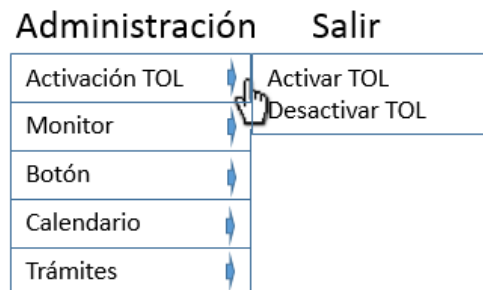 Administración Salir
Activación TOL
Activar TOL
Desactivar TOL
Monitor
Botón
Calendario
Trámites